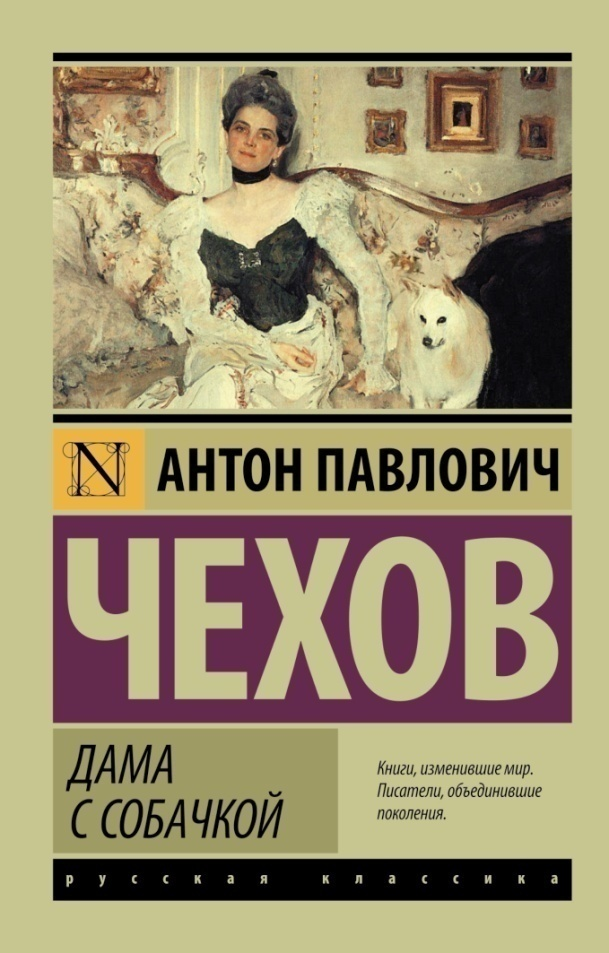 N
АНТОН ПАВЛОВИЧ
ЧЕХОВ
ДАМА
С СОБАЧКОЙ
Книги, изменившие мир.
Писатели, объединившие
поколения.
русская классика